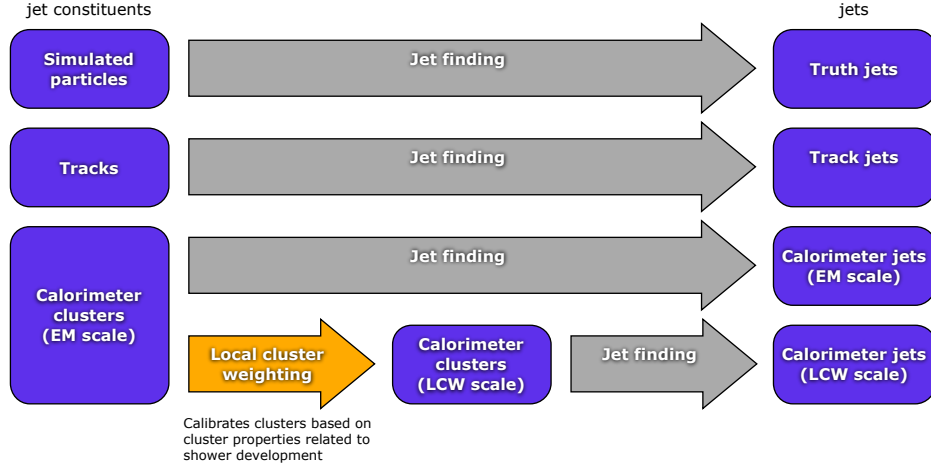 jet constituents
jets
Simulated
particles
Jet finding
Truth jets
Tracks
Jet finding
Track jets
Calorimeter
clusters
(EM scale)
Jet finding
Calorimeter jets
(EM scale)
Local cluster
weighting
Calorimeter
clusters
(LCW scale)
Jet finding
Calorimeter jets
(LCW scale)
Calibrates clusters based on
cluster properties related to
shower development